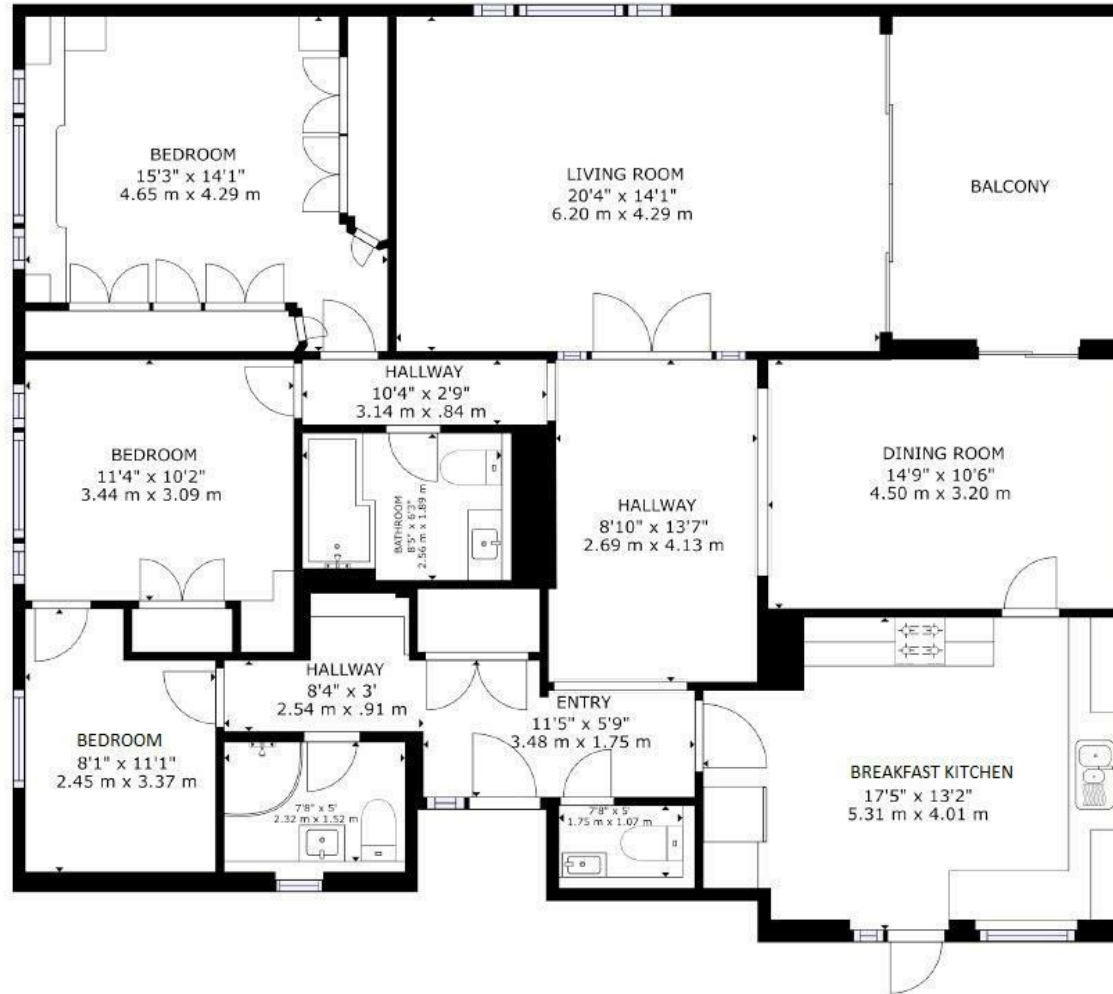 BEDROOM
15'3" x 14'1"
4.65 m x 4.29 m
LIVING ROOM
20'4" x 14'1"
6.20 m x 4.29 m
BALCONY
HALLWAY
10'4" x 2'9"
3.14 m x .84 m
BEDROOM
11'4" x 10'2"
3.44 m x 3.09 m
BATHROOM
8'5" x 6'3"
2.56 m x 1.89 m
HALLWAY
8'10" x 13'7"
2.69 m x 4.13 m
DINING ROOM
14'9" x 10'6"
4.50 m x 3.20 m
HALLWAY
8'4" x 3'
2.54 m x .91 m
ENTRY
11'5" x 5'9"
3.48 m x 1.75 m
BEDROOM
8'1" x 11'1"
2.45 m x 3.37 m
BREAKFAST KITCHEN
17'5" x 13'2"
5.31 m x 4.01 m
7'8" x 5'
2.32 m x 1.52 m
7'8" x 5'
1.75 m x 1.07 m